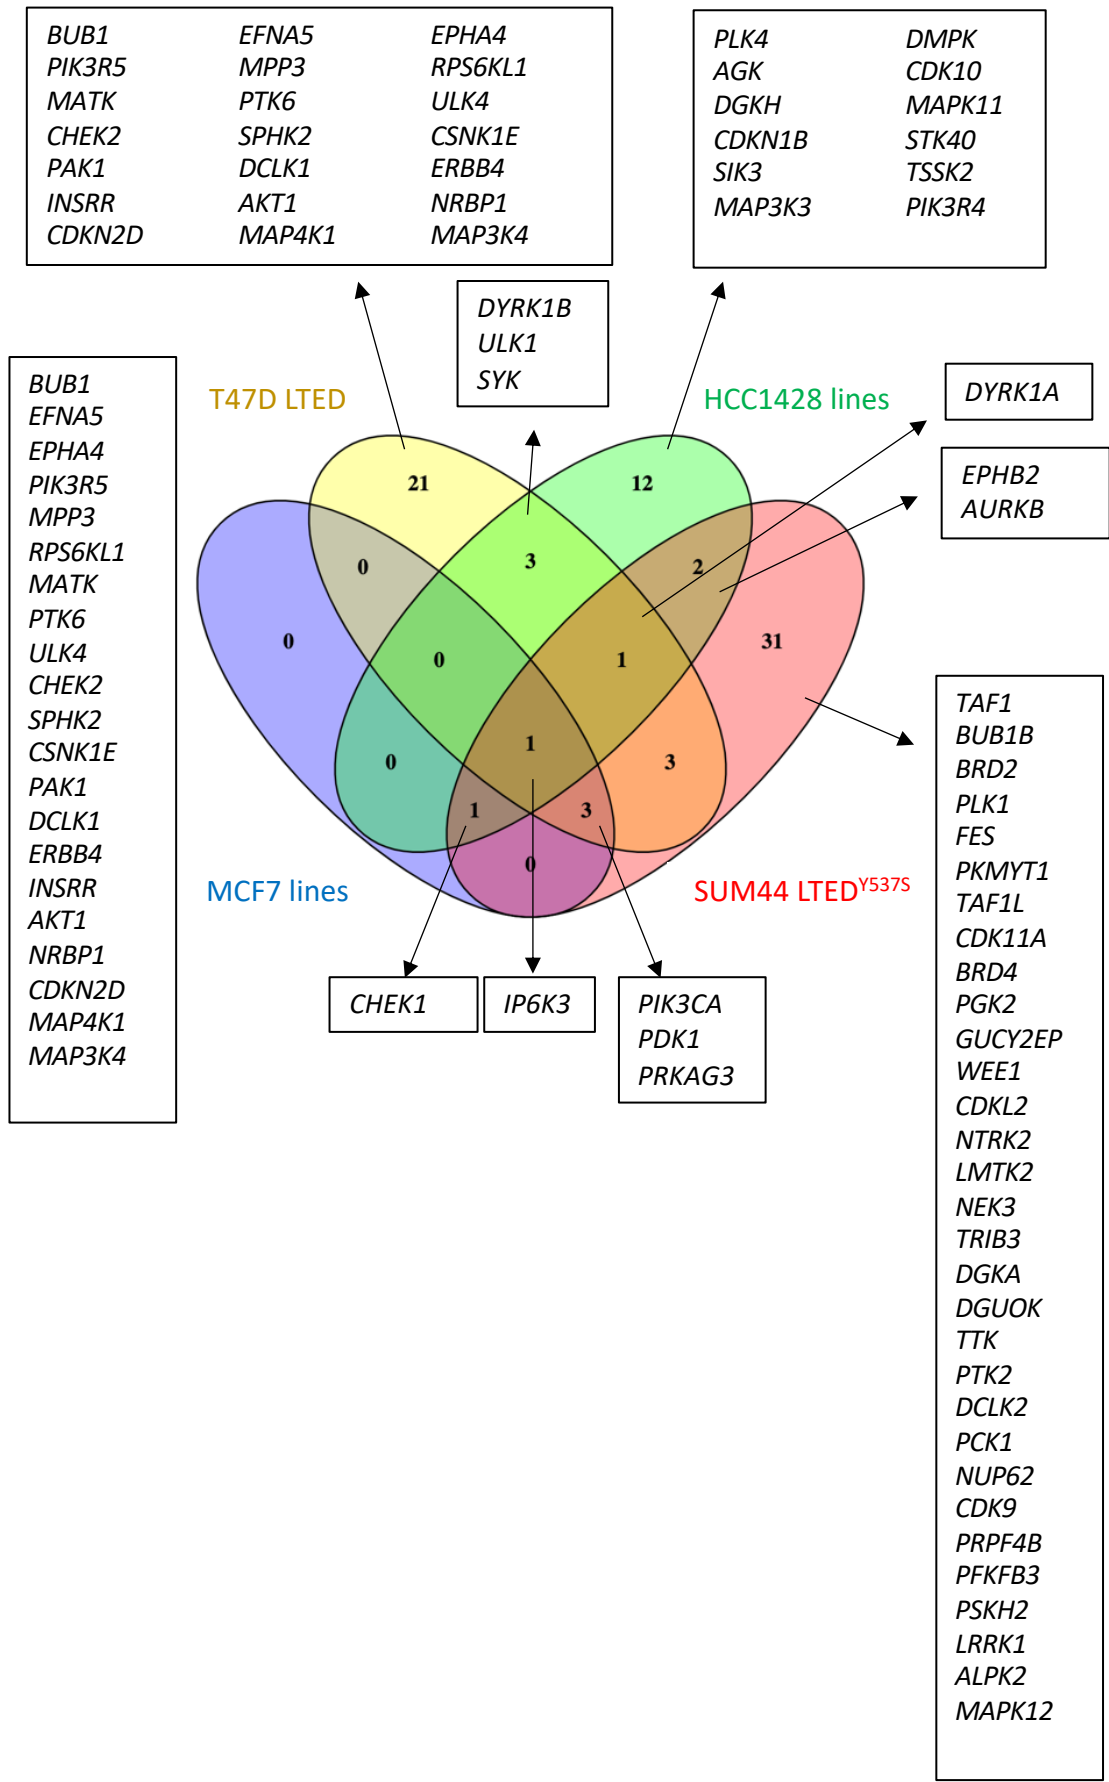 BUB1 EFNA5 EPHA4
PIK3R5 MPP3 RPS6KL1
MATK PTK6 ULK4
CHEK2 SPHK2 CSNK1E
PAK1 DCLK1 ERBB4
INSRR AKT1 NRBP1
CDKN2D MAP4K1 MAP3K4
PLK4 DMPK
AGK CDK10
DGKH MAPK11
CDKN1B STK40
SIK3 TSSK2
MAP3K3 PIK3R4
DYRK1B
ULK1
SYK
BUB1
EFNA5
EPHA4
PIK3R5
MPP3
RPS6KL1
MATK
PTK6
ULK4
CHEK2
SPHK2
CSNK1E
PAK1
DCLK1
ERBB4
INSRR
AKT1
NRBP1
CDKN2D
MAP4K1
MAP3K4
T47D LTED
HCC1428 lines
DYRK1A
EPHB2
AURKB
21
12
0
3
2
0
0
1
31
0
1
3
1
3
0
MCF7 lines
SUM44 LTEDY537S
CHEK1
IP6K3
PIK3CA
PDK1
PRKAG3
TAF1
BUB1B
BRD2
PLK1
FES
PKMYT1
TAF1L
CDK11A
BRD4
PGK2
GUCY2EP
WEE1
CDKL2
NTRK2
LMTK2
NEK3
TRIB3
DGKA
DGUOK
TTK
PTK2
DCLK2
PCK1
NUP62
CDK9
PRPF4B
PFKFB3
PSKH2
LRRK1
ALPK2
MAPK12